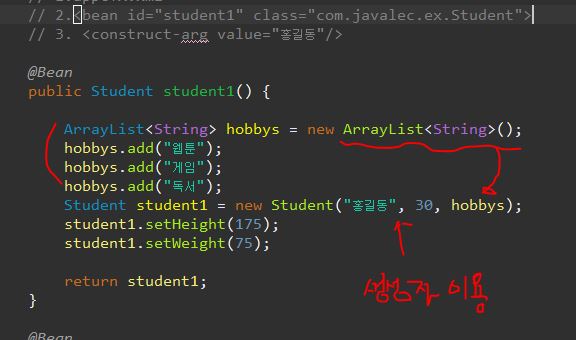 // 2.<bean id="student1" class="com.javalec.ex.Student">
// 3. <construct-arg value="홍길동"/>
@Bean
public Student student1() {
ArrayList<String> hobbys = new ArrayList<String>();
hobbys.add("웹툰");
hobbys.add("게임");
hobbys.add("독서");
Student student1 = new Student("홍길동", 30, hobbys);
student1.setHeight(175);
student1.setWeight(75);
생성자 이용
return student1;
}
@Bean